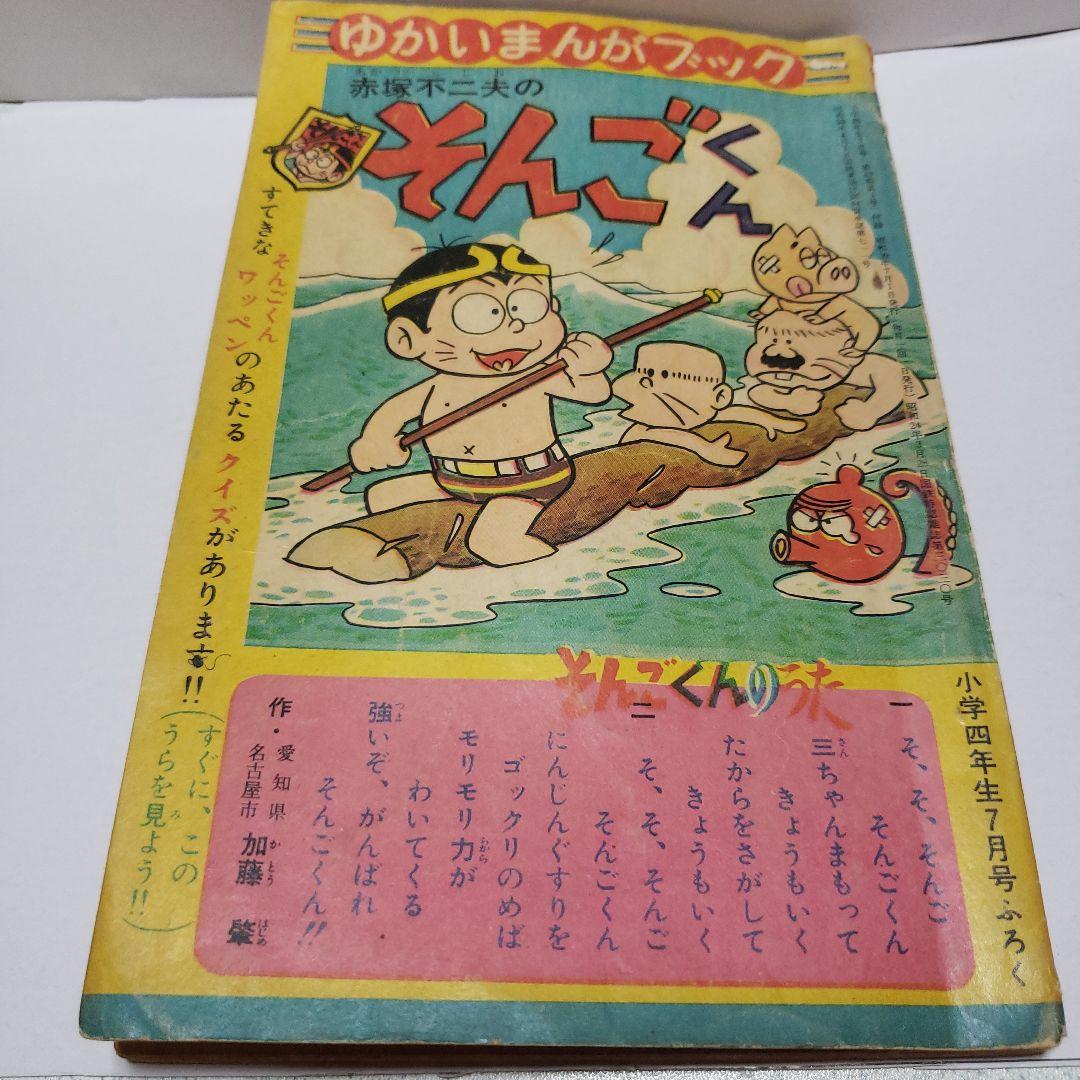 ゆかいまんがブック
赤塚不二夫の
そんごくん
すてきな
そんごくん
ワッペンのあたるクイズがあります!!
(すぐに、この
うらを見よう!!)
そんごくんのうた
一
そ、そ、そんご
そんごくん
三ちゃんまもって
きょうもいく
たからをさがして
きょうもいく
二
そ、そ、そんご
そんごくん
にんじんぐすりを
ゴックリのめば
モリモリ力が
わいてくる
強いぞ、がんばれ
そんごくん!!
作・愛知県
名古屋市
加藤 肇
小学四年生7月号ふろく